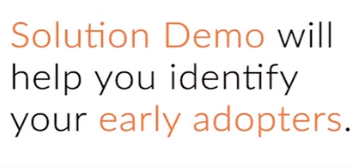 Solution Demo will
help you identify
your early adopters.